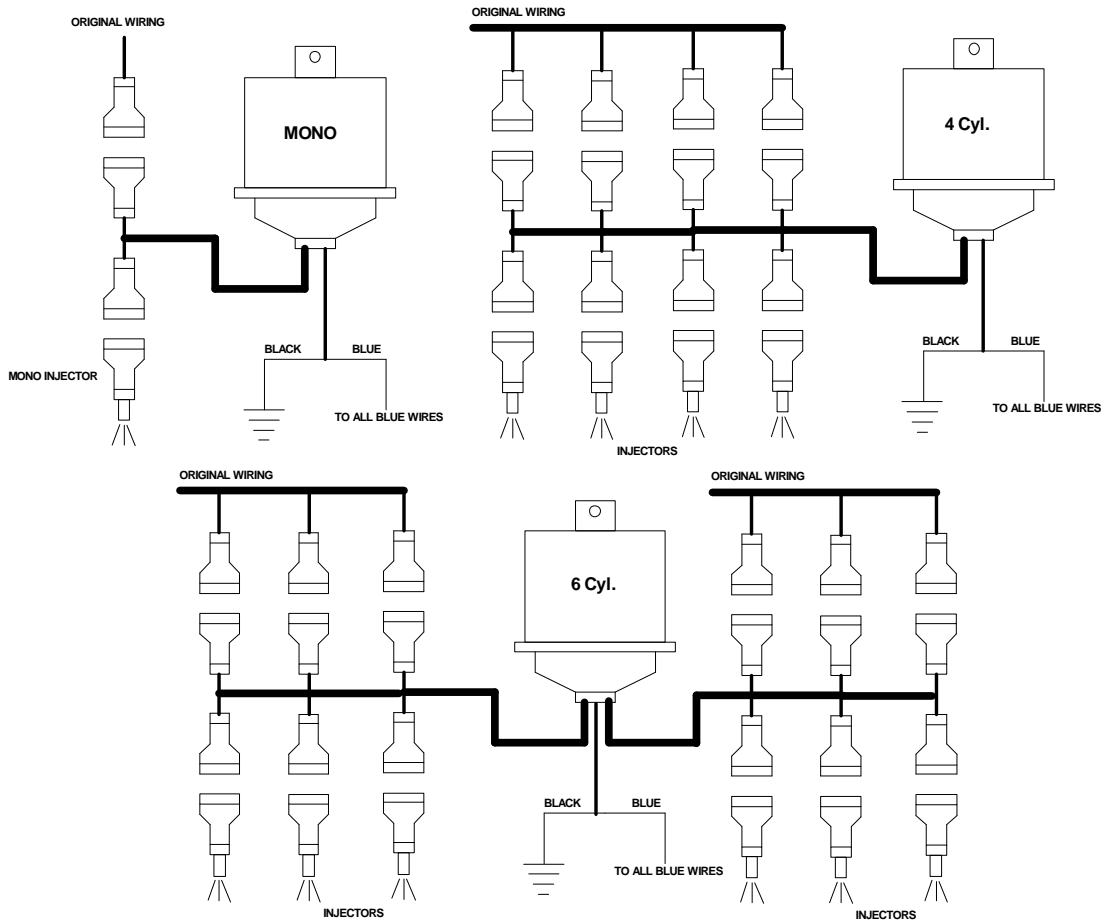 ORIGINAL WIRING
MONO
BLACK
BLUE
MONO INJECTOR
TO ALL BLUE WIRES
ORIGINAL WIRING
4 Cyl.
BLACK
BLUE
TO ALL BLUE WIRES
INJECTORS
ORIGINAL WIRING
6 Cyl.
ORIGINAL WIRING
BLACK
BLUE
TO ALL BLUE WIRES
INJECTORS
INJECTORS